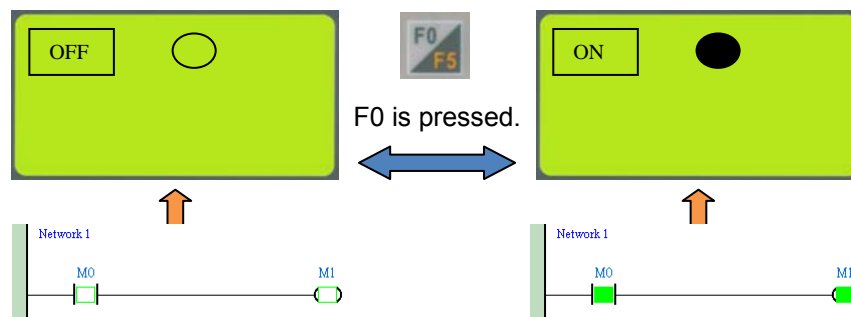 OFF
F0
F5
ON
F0 is pressed.
Network 1
M0
M1
Network 1
M0
M1